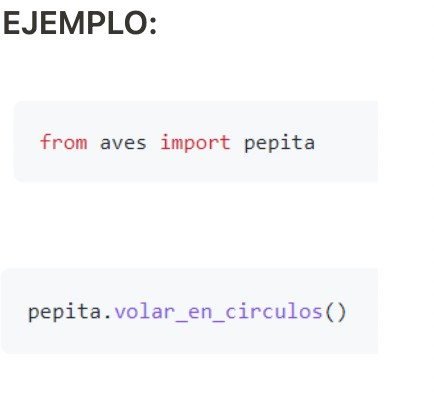 EJEMPLO:
from aves import pepita
pepita.volar_en_circulos()